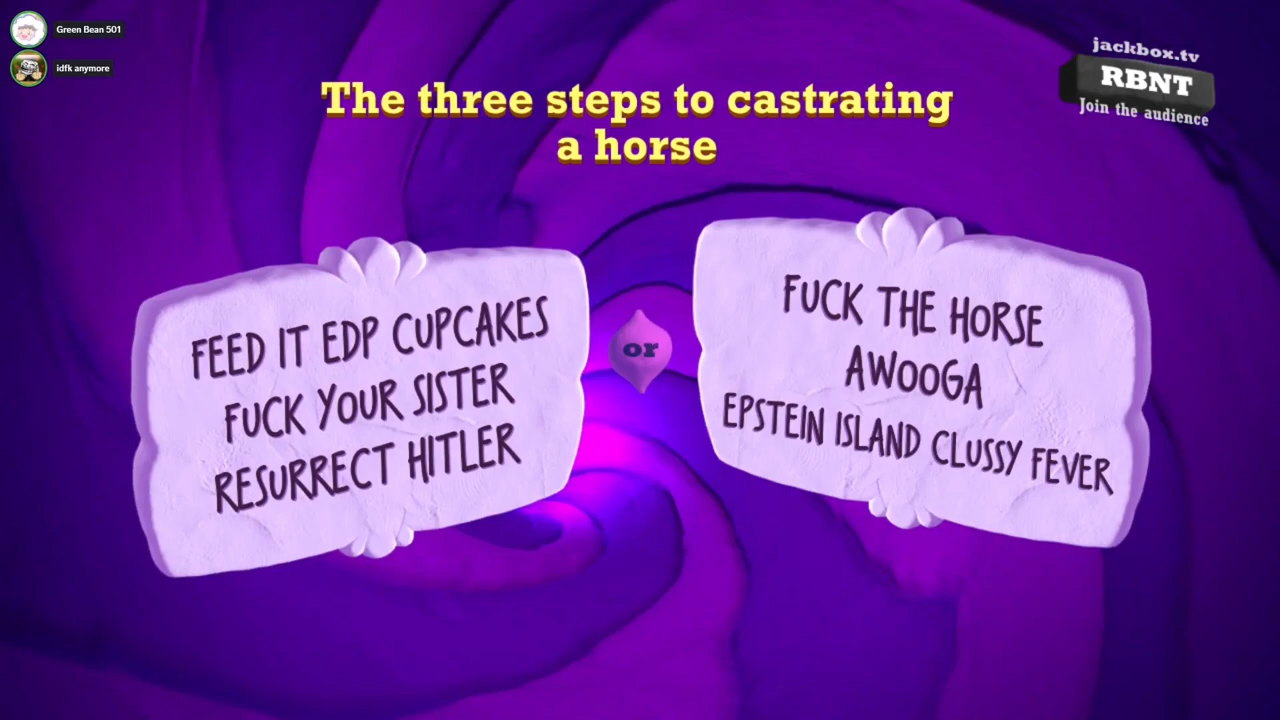 Green Bean 501
idfk anymore
jackbox.tv
RBNT
Join the audience
The three steps to castrating
a horse
FEED IT EDP CUPCAKES
FUCK YOUR SISTER
RESURRECT HITLER
or
FUCK THE HORSE
AWOOGA
EPSTEIN ISLAND CLUSSY FEVER